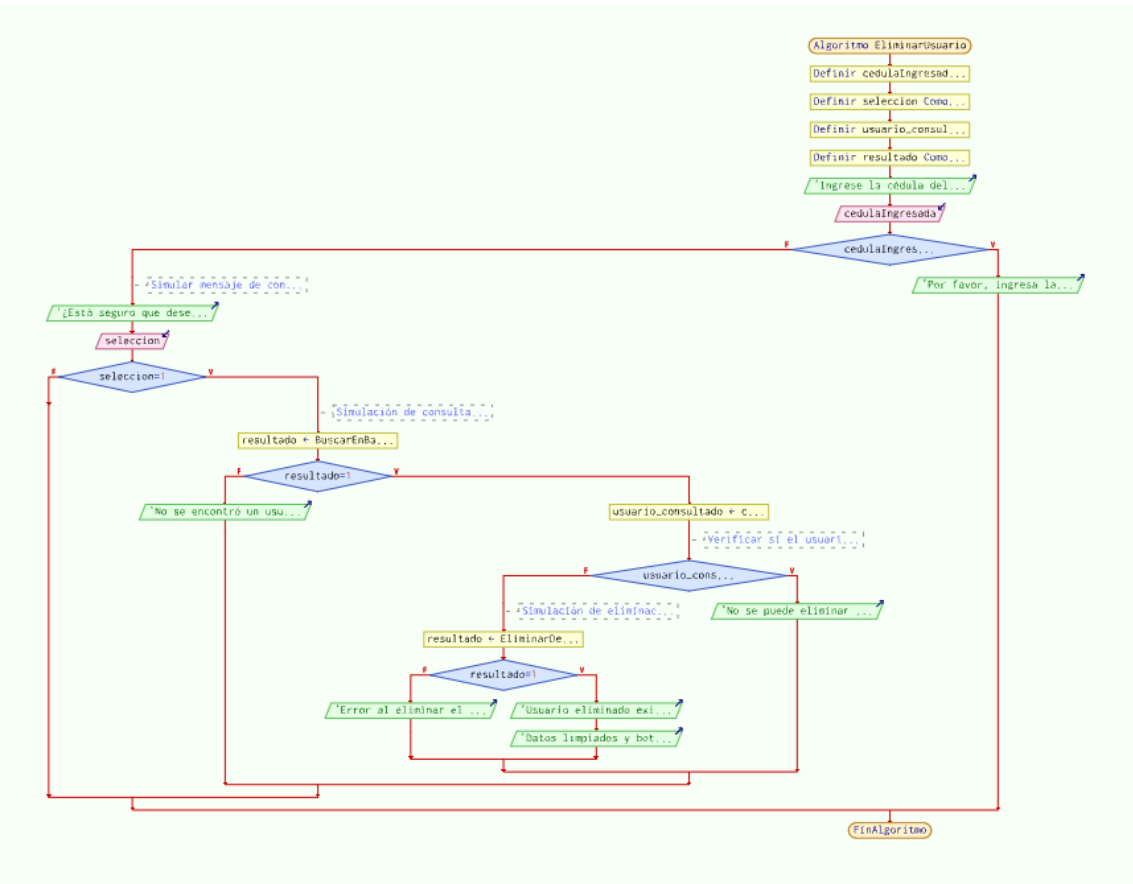 Algoritmo EliminarUsuario
Definir cedulaIngresad...
Definir seleccion Como...
Definir usuario_consul...
Definir resultado Como...
'Ingrese la cédula del...
cedulaIngresada
cedulaIngres...
F
V
Simular mensaje de con...
'Por favor, ingresa la...
'¿Está seguro que dese...
seleccion
seleccion=1
F
V
Simulación de consulta...
resultado ← BuscarEnBa...
resultado=1
F
V
'No se encontró un usu...
usuario_consultado ← c...
Verificar si el usuari...
usuario_cons...
F
V
Simulación de eliminac...
'No se puede eliminar ...
resultado ← EliminarDe...
resultado=1
F
V
'Error al eliminar el ...
'Usuario eliminado exi...
'Datos limpiados y bot...
FinAlgoritmo